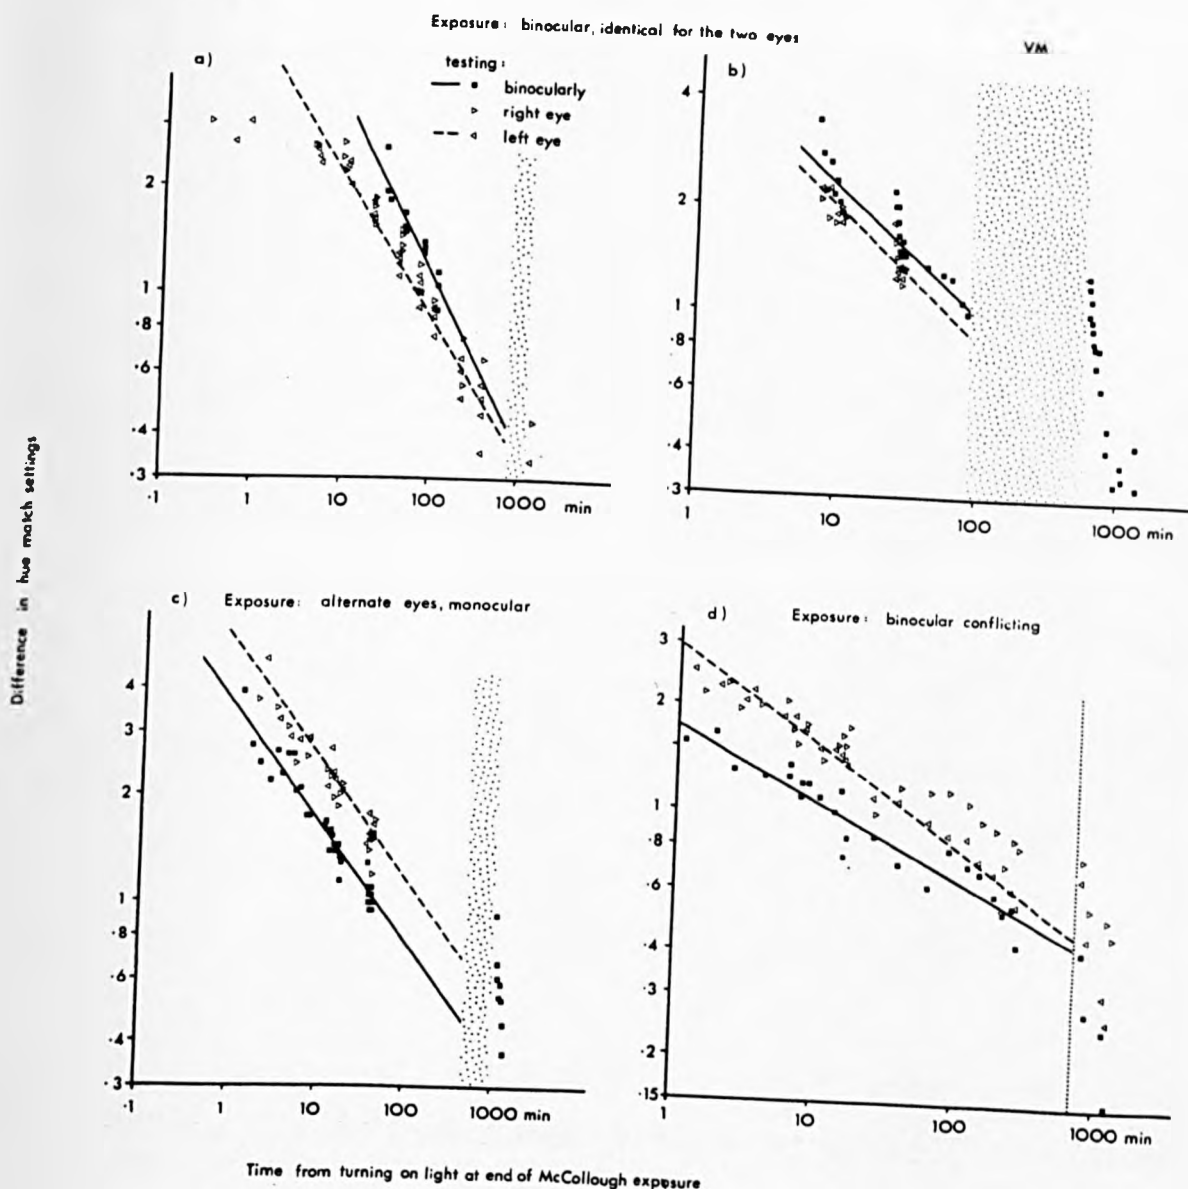 Exposure: binocular, identical for the two eyes
VM
a)
testing:
binocularly
right eye
left eye
b)
2
1
·8
·6
·4
·3
·1
1
10
100
1000 min
4
2
1
·8
·6
·4
·3
1
10
100
1000 min
Difference in hue match settings
c) Exposure: alternate eyes, monocular
4
3
2
1
·8
·6
·4
·3
·1
1
10
100
1000 min
d) Exposure: binocular conflicting
3
2
1
·8
·6
·4
·3
·2
·15
1
10
100
1000 min
Time from turning on light at end of McCollough exposure